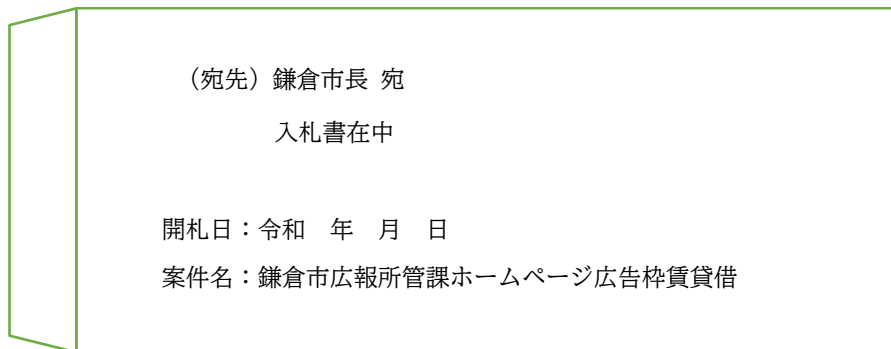 （宛先）鎌倉市長 宛
入札書在中
開札日：令和　年　月　日
案件名：鎌倉市広報所管課ホームページ広告枠賃貸借